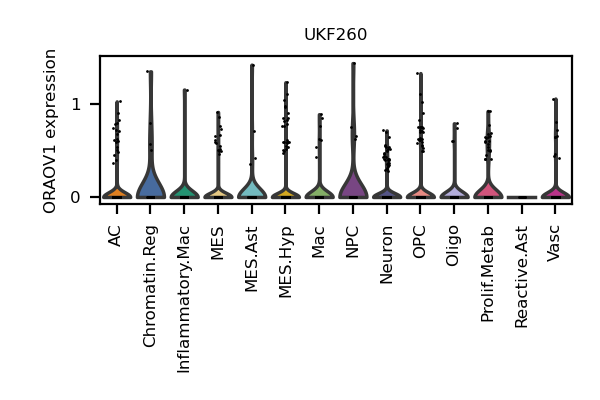 UKF260
ORAOV1 expression
1
0
AC
Chromatin.Reg
Inflammatory.Mac
MES
MES.Ast
MES.Hyp
Mac
NPC
Neuron
OPC
Oligo
Prolif.Metab
Reactive.Ast
Vasc